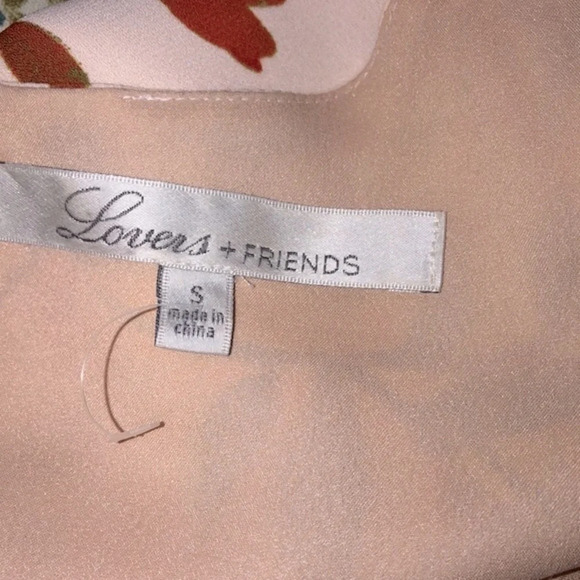 Lovers + FRIENDS
S
made in
china